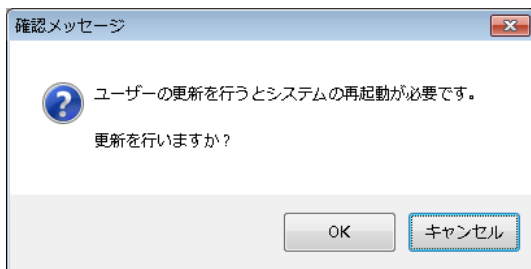 確認メッセージ
ユーザーの更新を行うとシステムの再起動が必要です。
更新を行いますか？
OK
キャンセル